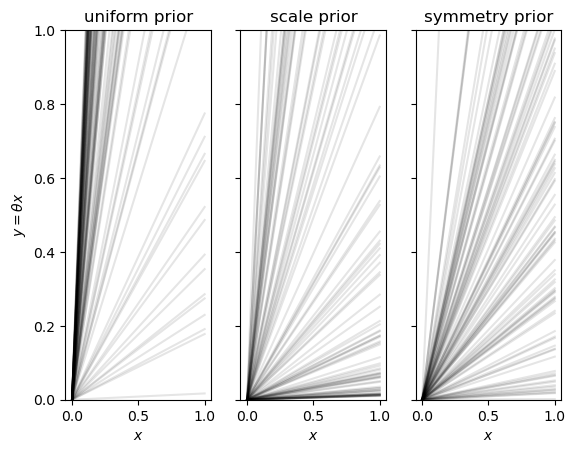 uniform prior
scale prior
symmetry prior
1.0
0.8
0.6
0.4
0.2
0.0
y = θx
0.0 0.5 1.0
0.0 0.5 1.0
0.0 0.5 1.0
x
x
x